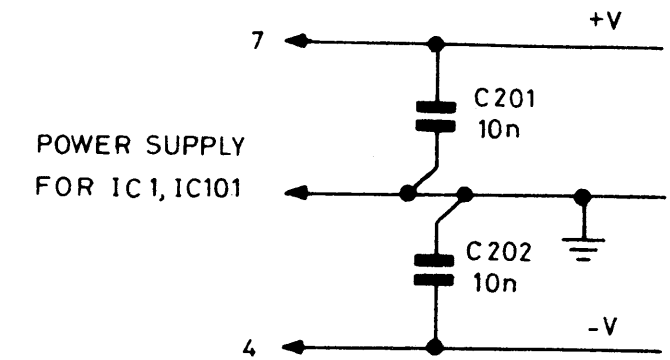 +V
7
C201
10n
POWER SUPPLY
FOR IC1, IC101
C202
10n
-V
4